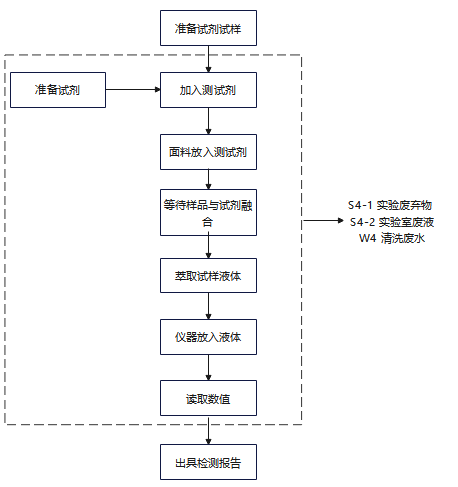 准备试剂试样
准备试剂
加入测试剂
面料放入测试剂
等待样品与试剂融
合
S4-1 实验废弃物
S4-2 实验室废液
W4 清洗废水
萃取试样液体
仪器放入液体
读取数值
出具检测报告